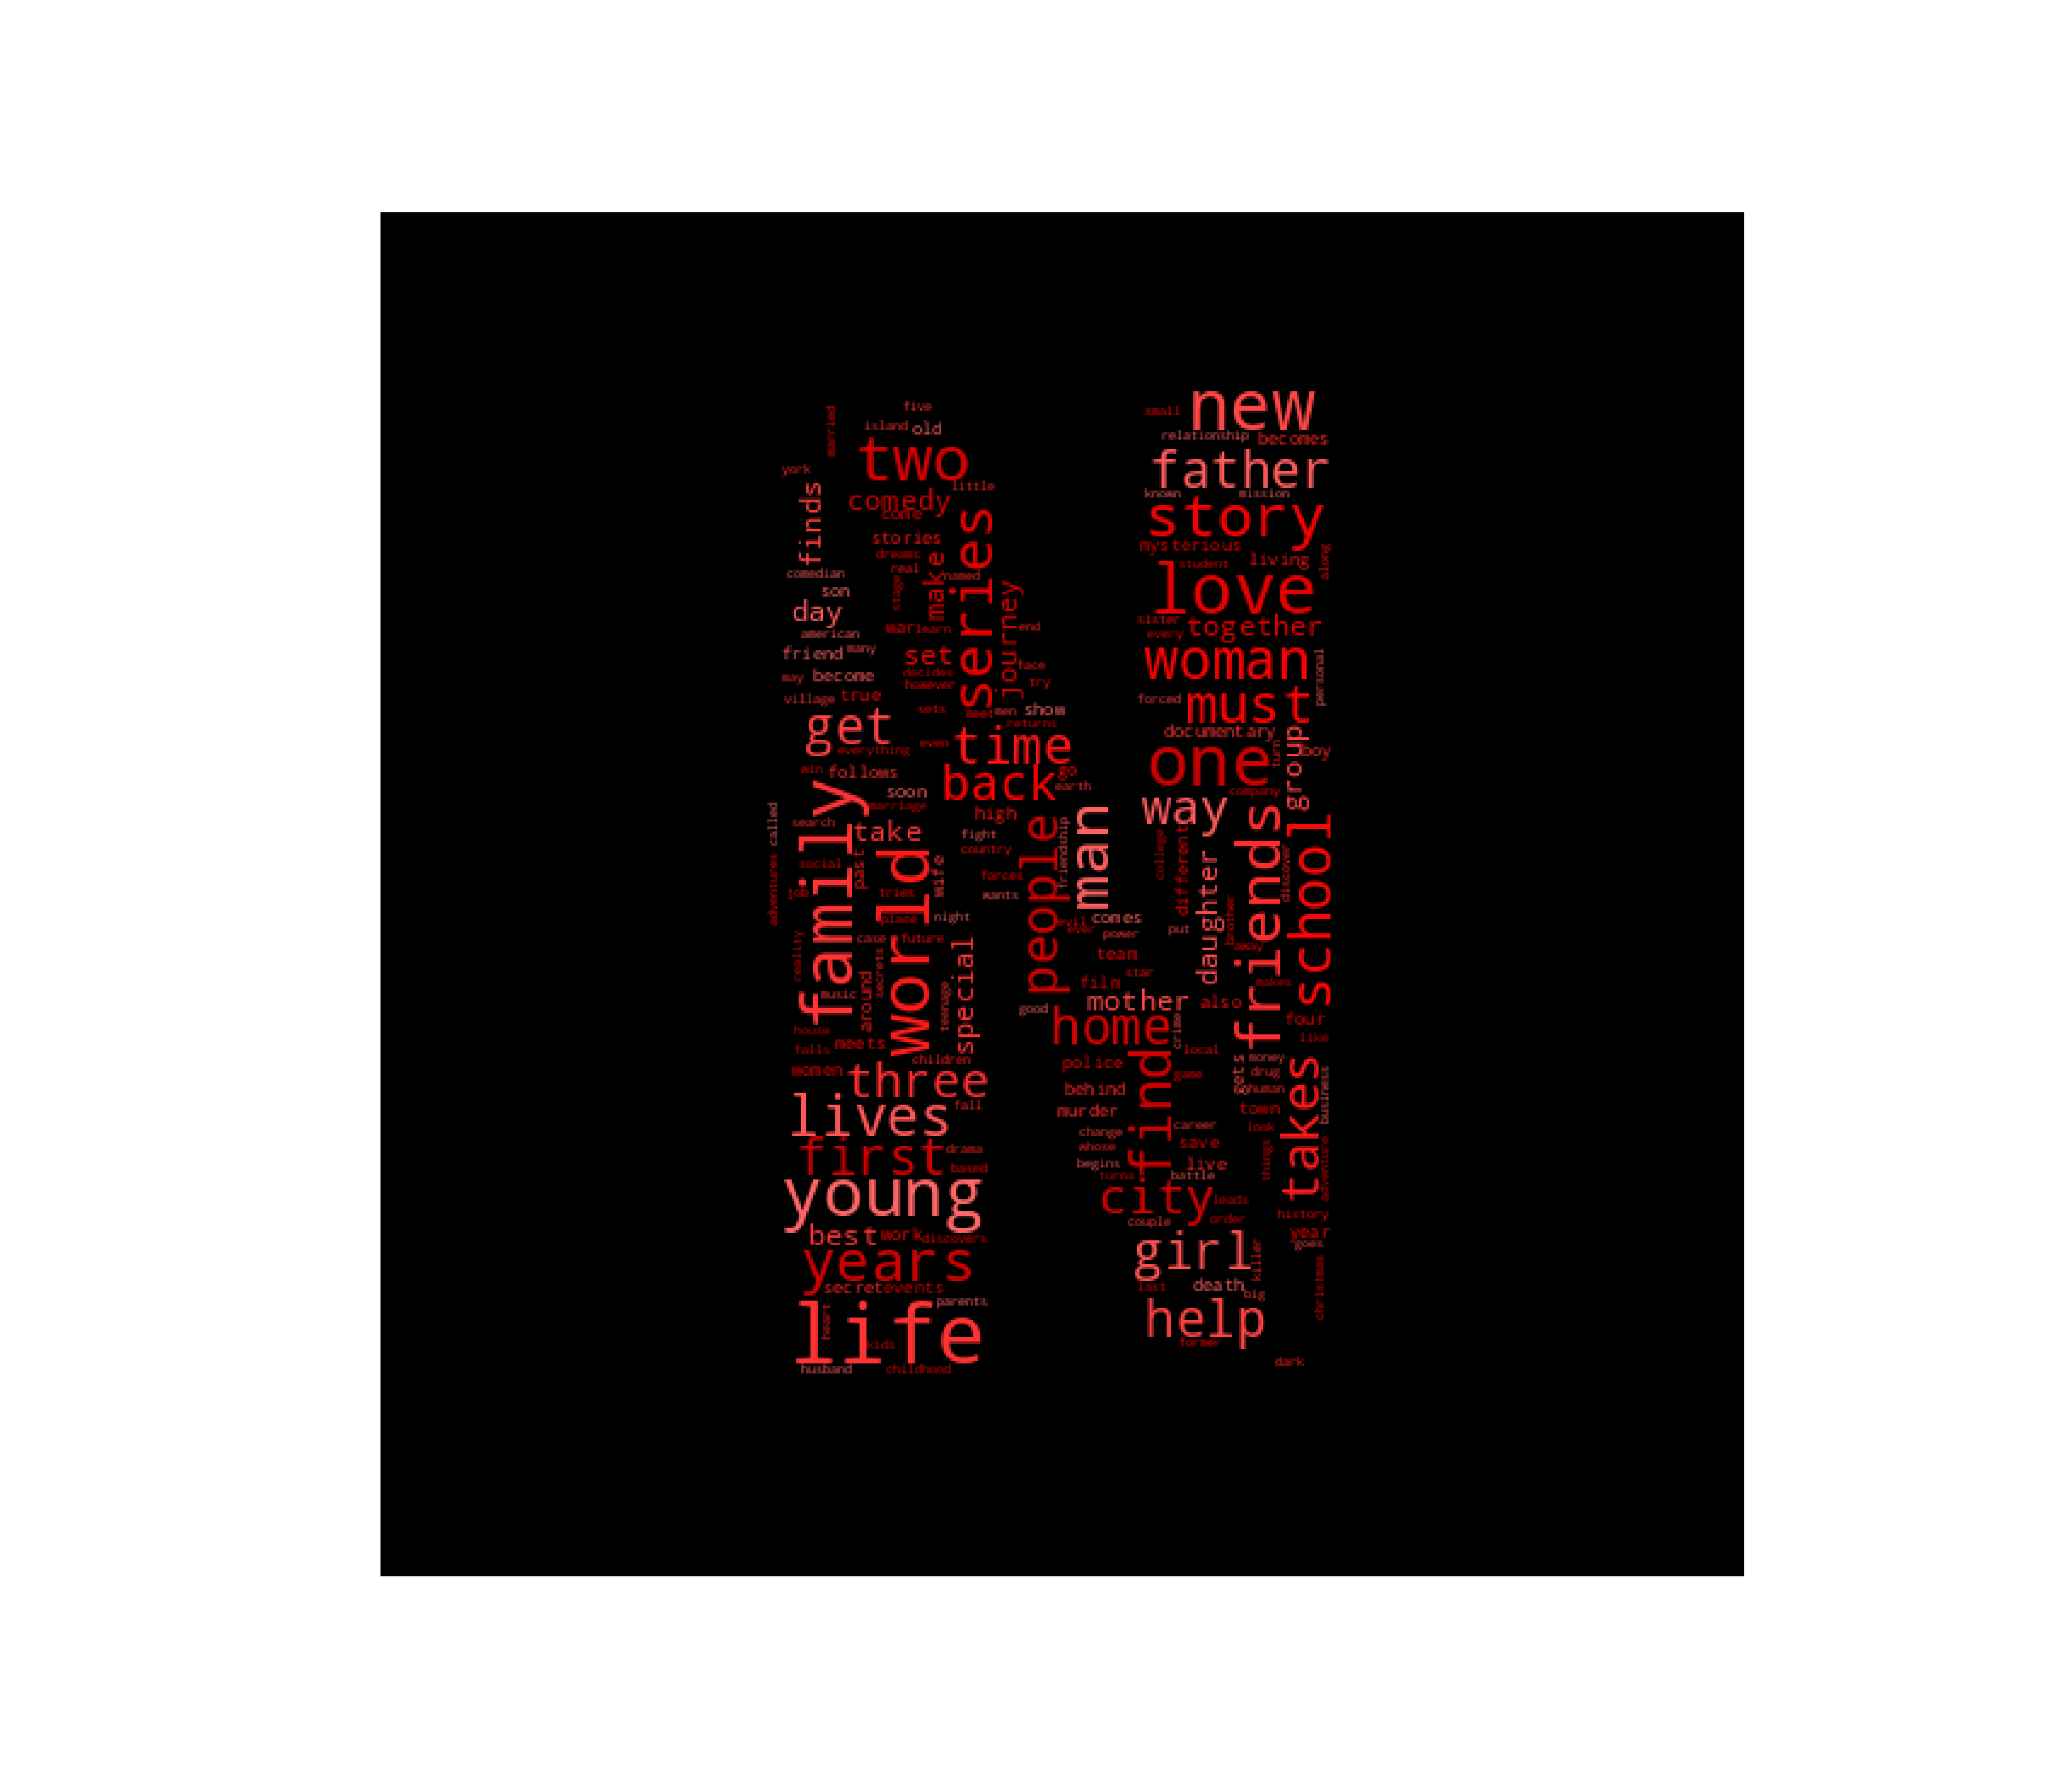 new
five
small
married
island
old
relationship
becomes
two
father
york
little
known
mission
comedy
finds
come
story
series
stories
mysterious
dreams
living
along
student
make
real
comedian
named
love
stage
son
journey
day
sister
together
end
american
war
learn
every
friend
many
set
woman
face
personal
decides
may
become
however
try
village
true
forced
must
sets
meet
men
show
get
returns
documentary
everything
even
time
one
turn
group
boy
ain
follows
back
go
earth
soon
company
marriage
way
family
called
high
search
take
fight
people
man
friends
school
world
country
friendship
college
different
daughter
discover
social
past
wife
adventures
job
tries
forces
wants
place
night
evil
comes
ever
power
put
brother
case
future
away
reality
secrets
special
team
star
film
makes
music
around
teenage
good
mother
also
house
home
crime
four
falls
meets
like
local
children
police
gets
money
women
three
find
game
drug
takes
behind
human
business
lives
fall
murder
town
change
career
look
first
drama
whose
save
based
begins
live
things
adventure
turns
battle
young
city
leads
history
couple
order
best
work
discovers
year
girl
goes
killer
years
secret
events
last
death
big
christmas
parents
life
heart
help
kids
former
husband
childhood
dark